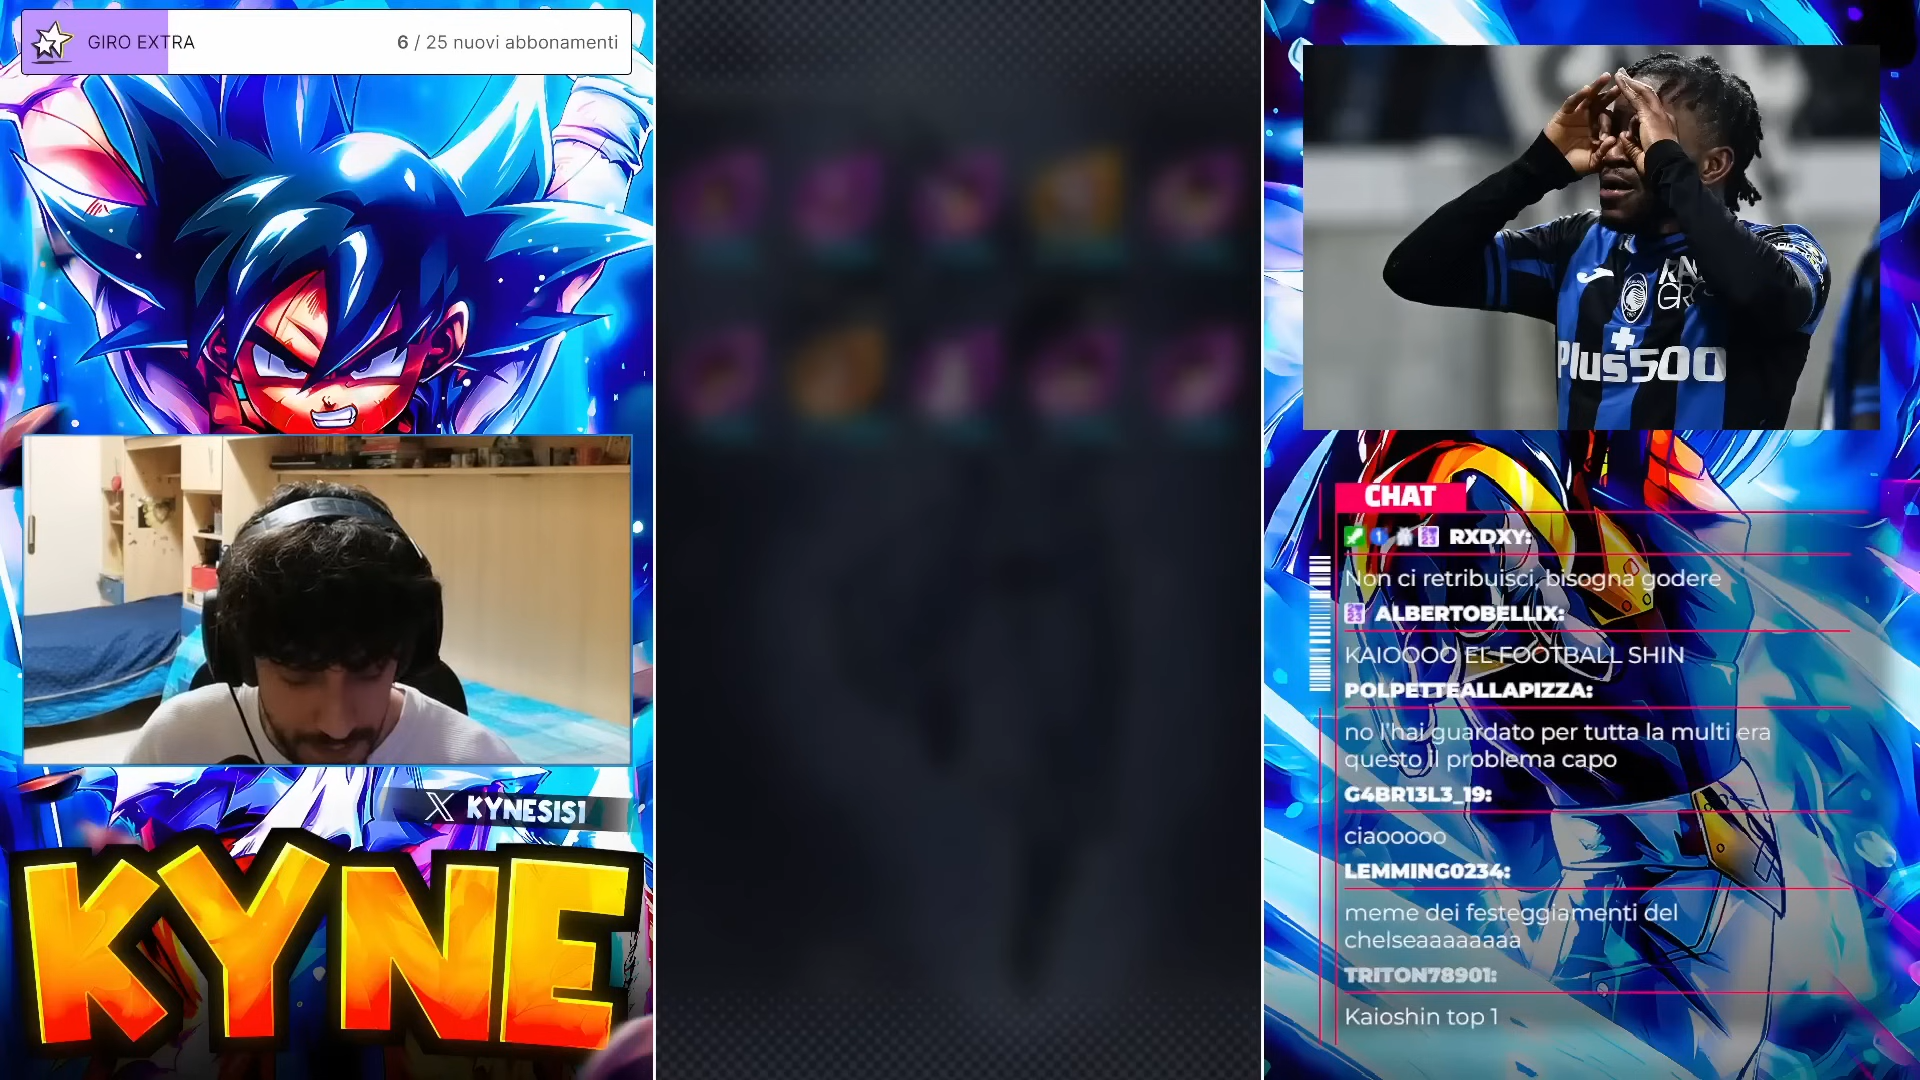 GIRO EXTRA
6 / 25 nuovi abbonamenti
KYNESIS1
KYNE
Plus500
CHAT
RXDXY:
Non ci retribuisci, bisogna godere
ALBERTOBELLIX:
KAIOOOO EL FOOTBALL SHIN
POLPETTEALLAPIZZA:
no l'hai guardato per tutta la multi era
questo il problema capo
G4BR13L3_19:
ciaooooo
LEMMING0234:
meme dei festeggiamenti del
chelseaaaaaaaa
TRITON78901:
Kaioshin top 1